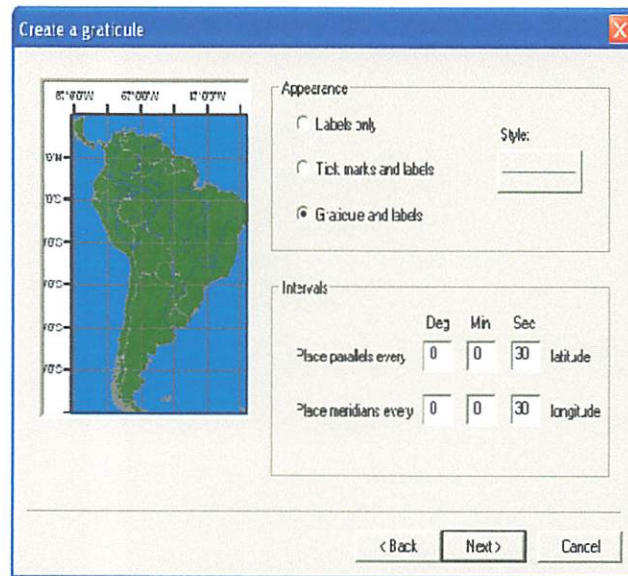 Create a graticule
Appearance
Labels only
Style:
Tick marks and labels
Graticule and labels
Intervals
Deg Min Sec
Place parallels every 0 0 30 latitude
Place meridians every 0 0 30 longitude
< Back Next > Cancel